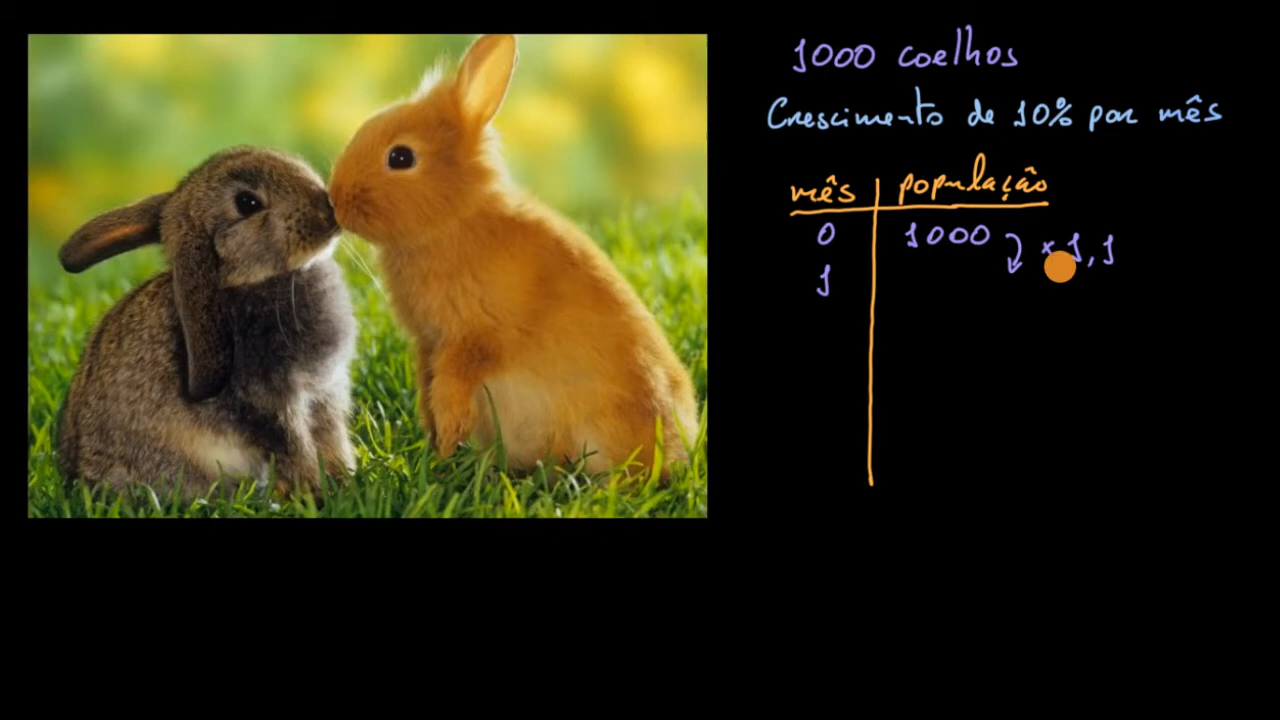 1000 coelhos
Crescimento de 10% por mês
mês população
0 1000 × 1,1
1